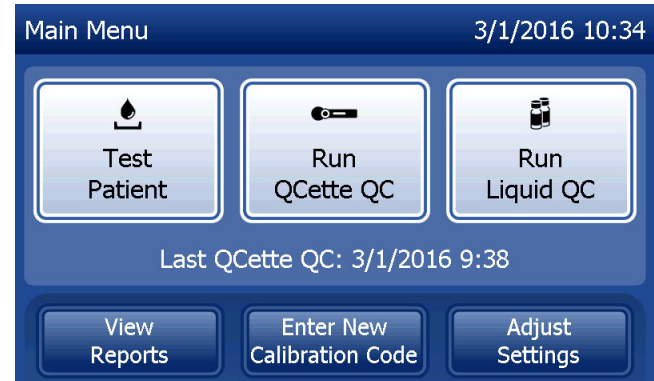 Main Menu 3/1/2016 10:34
Test Patient
Run QCette QC
Run Liquid QC
Last QCette QC: 3/1/2016 9:38
View Reports
Enter New Calibration Code
Adjust Settings